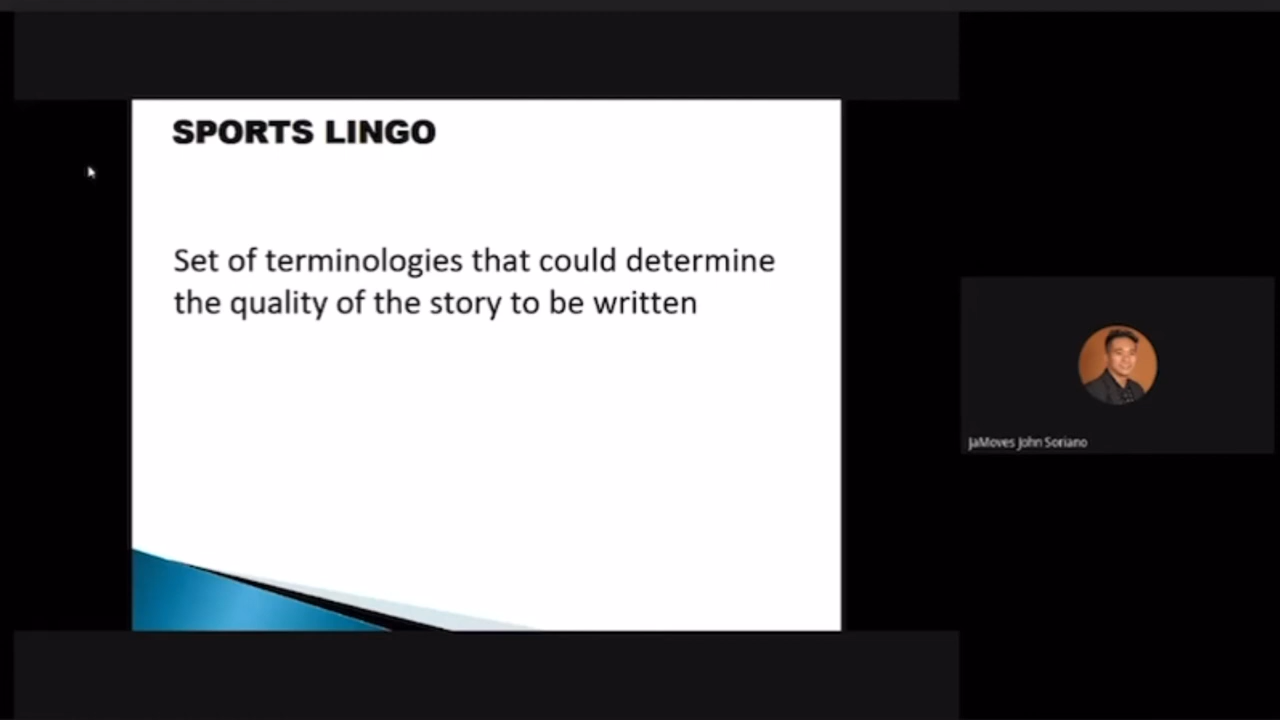 SPORTS LINGO
Set of terminologies that could determine
the quality of the story to be written
JaMoves John Soriano